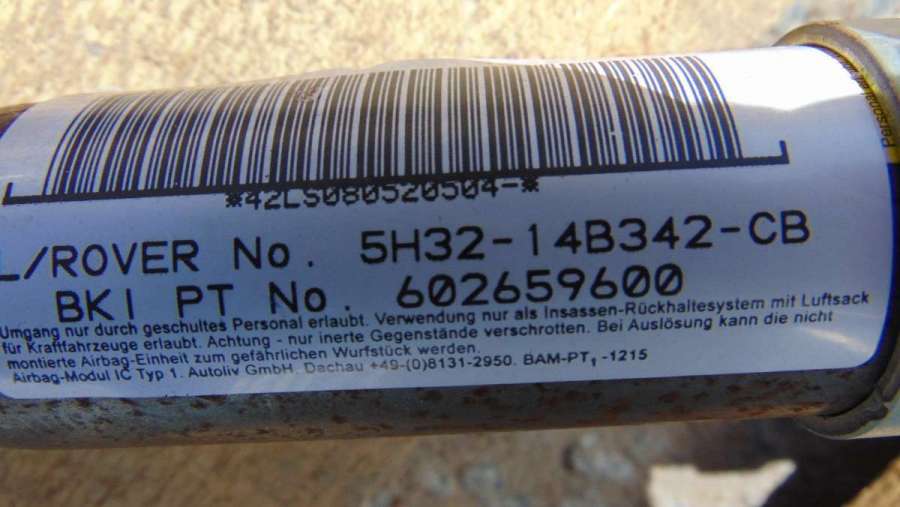 *42LS080520504-*
L/ROVER No. 5H32-14B342-CB
BKI PT No. 602659600
Umgang nur durch geschultes Personal erlaubt. Verwendung nur als Insassen-Rückhaltesystem mit Luftsack
für Kraftfahrzeuge erlaubt. Achtung - nur inerte Gegenstände verschrotten. Bei Auslösung kann die nicht
montierte Airbag-Einheit zum gefährlichen Wurfstück werden.
Airbag-Modul IC Typ 1. Autoliv GmbH. Dachau +49-(0)8131-2950. BAM-PT₁ -1215